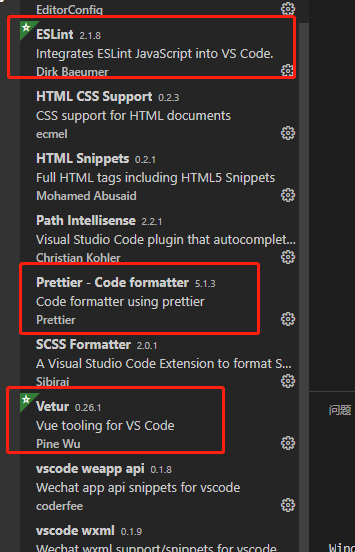 EditorConfig
ESLint 2.1.8
Integrates ESLint JavaScript into VS Code.
Dirk Baeumer
HTML CSS Support 0.2.3
CSS support for HTML documents
ecmel
HTML Snippets 0.2.1
Full HTML tags including HTML5 Snippets
Mohamed Abusaid
Path Intellisense 2.2.1
Visual Studio Code plugin that autocomplet...
Christian Kohler
Prettier - Code formatter 5.1.3
Code formatter using prettier
Prettier
SCSS Formatter 2.0.1
A Visual Studio Code Extension to format S...
Sibiraj
Vetur 0.26.1
Vue tooling for VS Code
Pine Wu
问题
vscode weapp api 0.1.8
Wechat app api snippets for vscode
coderfee
vscode wxml 0.1.9
Wechat wxml support/snippets for vscode
Wind